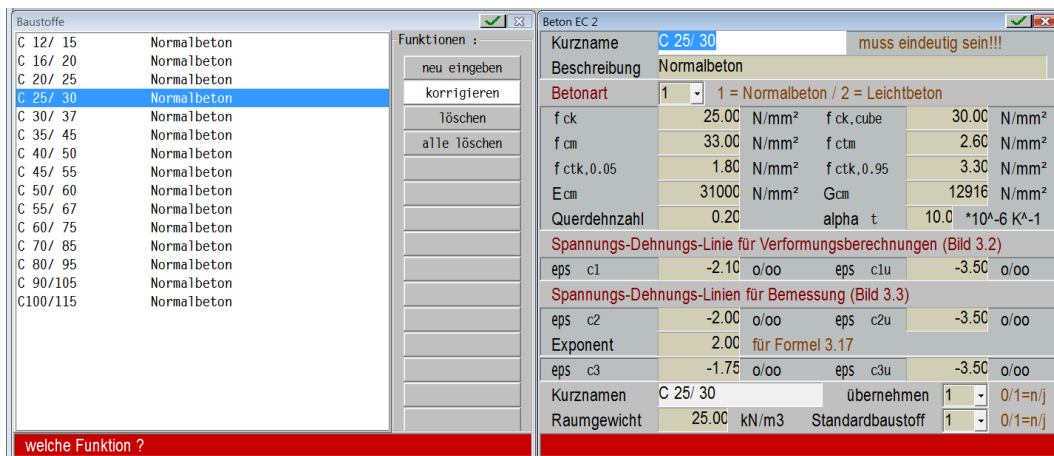 Baustoffe
C 12/ 15 Normalbeton
C 16/ 20 Normalbeton
C 20/ 25 Normalbeton
C 25/ 30 Normalbeton
C 30/ 37 Normalbeton
C 35/ 45 Normalbeton
C 40/ 50 Normalbeton
C 45/ 55 Normalbeton
C 50/ 60 Normalbeton
C 55/ 67 Normalbeton
C 60/ 75 Normalbeton
C 70/ 85 Normalbeton
C 80/ 95 Normalbeton
C 90/105 Normalbeton
C100/115 Normalbeton
Funktionen :
neu eingeben
korrigieren
löschen
alle löschen
welche Funktion ?
Beton EC 2
Kurzname C 25/ 30 muss eindeutig sein!!!
Beschreibung Normalbeton
Betonart 1 1 = Normalbeton / 2 = Leichtbeton
f ck 25.00 N/mm² f ck,cube 30.00 N/mm²
f cm 33.00 N/mm² f ctm 2.60 N/mm²
f ctk,0.05 1.80 N/mm² f ctk,0.95 3.30 N/mm²
E cm 31000 N/mm² Gcm 12916 N/mm²
Querdehnzahl 0.20 alpha t 10.0 *10^-6 K^-1
Spannungs-Dehnungs-Linie für Verformungsberechnungen (Bild 3.2)
eps c1 -2.10 o/oo eps c1u -3.50 o/oo
Spannungs-Dehnungs-Linien für Bemessung (Bild 3.3)
eps c2 -2.00 o/oo eps c2u -3.50 o/oo
Exponent 2.00 für Formel 3.17
eps c3 -1.75 o/oo eps c3u -3.50 o/oo
Kurznamen C 25/ 30 übernehmen 1 0/1=n/j
Raumgewicht 25.00 kN/m3 Standardbaustoff 1 0/1=n/j